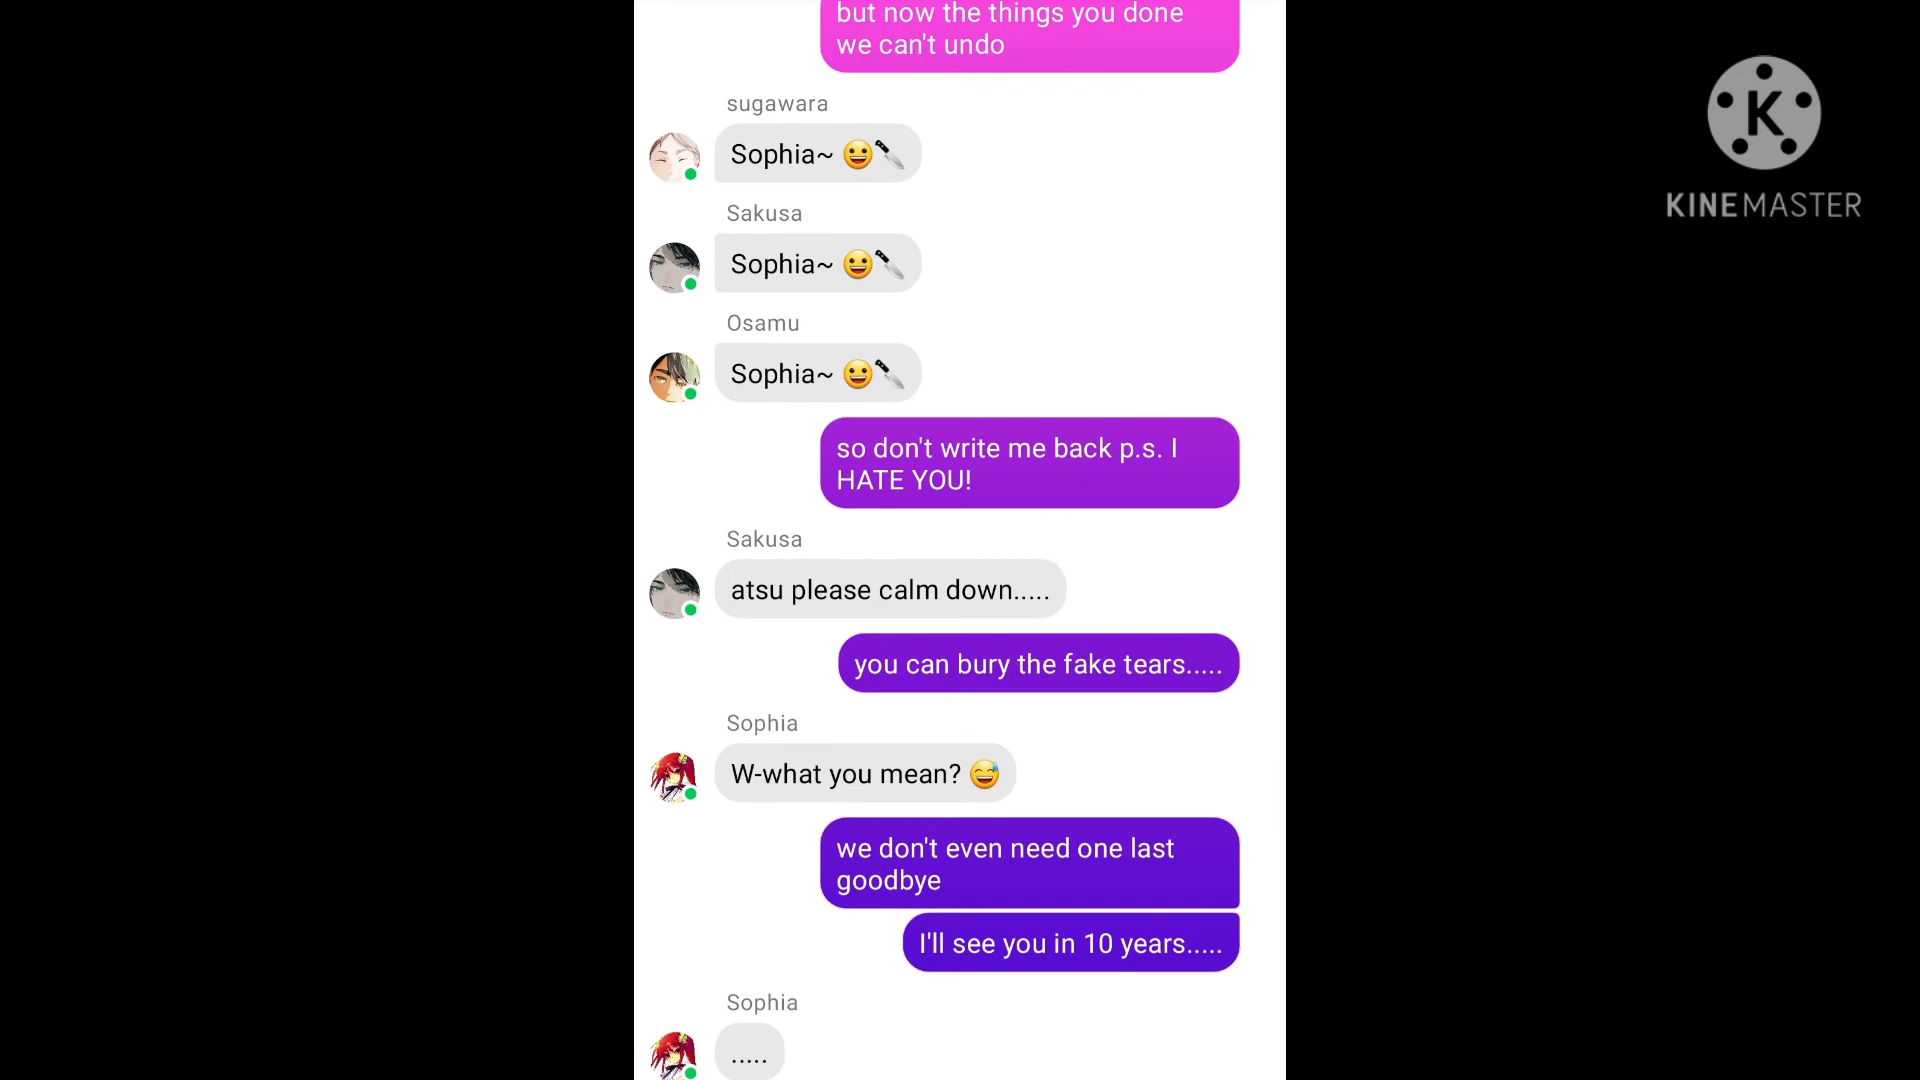 but now the things you done
we can't undo
sugawara
Sophia~ 😀🔪
Sakusa
Sophia~ 😀🔪
Osamu
Sophia~ 😀🔪
so don't write me back p.s. I
HATE YOU!
Sakusa
atsu please calm down.....
you can bury the fake tears.....
Sophia
W-what you mean? 😅
we don't even need one last
goodbye
I'll see you in 10 years.....
Sophia
.....
K
KINEMASTER